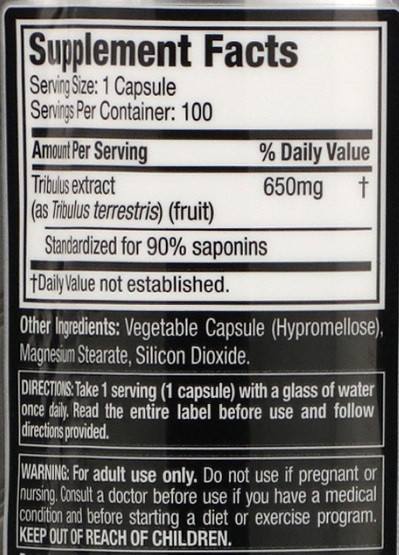 Supplement Facts
Serving Size: 1 Capsule
Servings Per Container: 100
Amount Per Serving % Daily Value
Tribulus extract 650mg †
(as Tribulus terrestris) (fruit)
Standardized for 90% saponins
†Daily Value not established.
Other Ingredients: Vegetable Capsule (Hypromellose),
Magnesium Stearate, Silicon Dioxide.
DIRECTIONS: Take 1 serving (1 capsule) with a glass of water
once daily. Read the entire label before use and follow
directions provided.
WARNING: For adult use only. Do not use if pregnant or
nursing. Consult a doctor before use if you have a medical
condition and before starting a diet or exercise program.
KEEP OUT OF REACH OF CHILDREN.